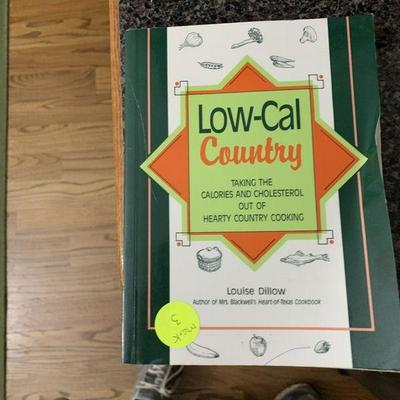 Low-Cal
Country
TAKING THE
CALORIES AND CHOLESTEROL
OUT OF
HEARTY COUNTRY COOKING
Louise Dillow
Author of Mrs. Blackwell's Heart-of-Texas Cookbook
3